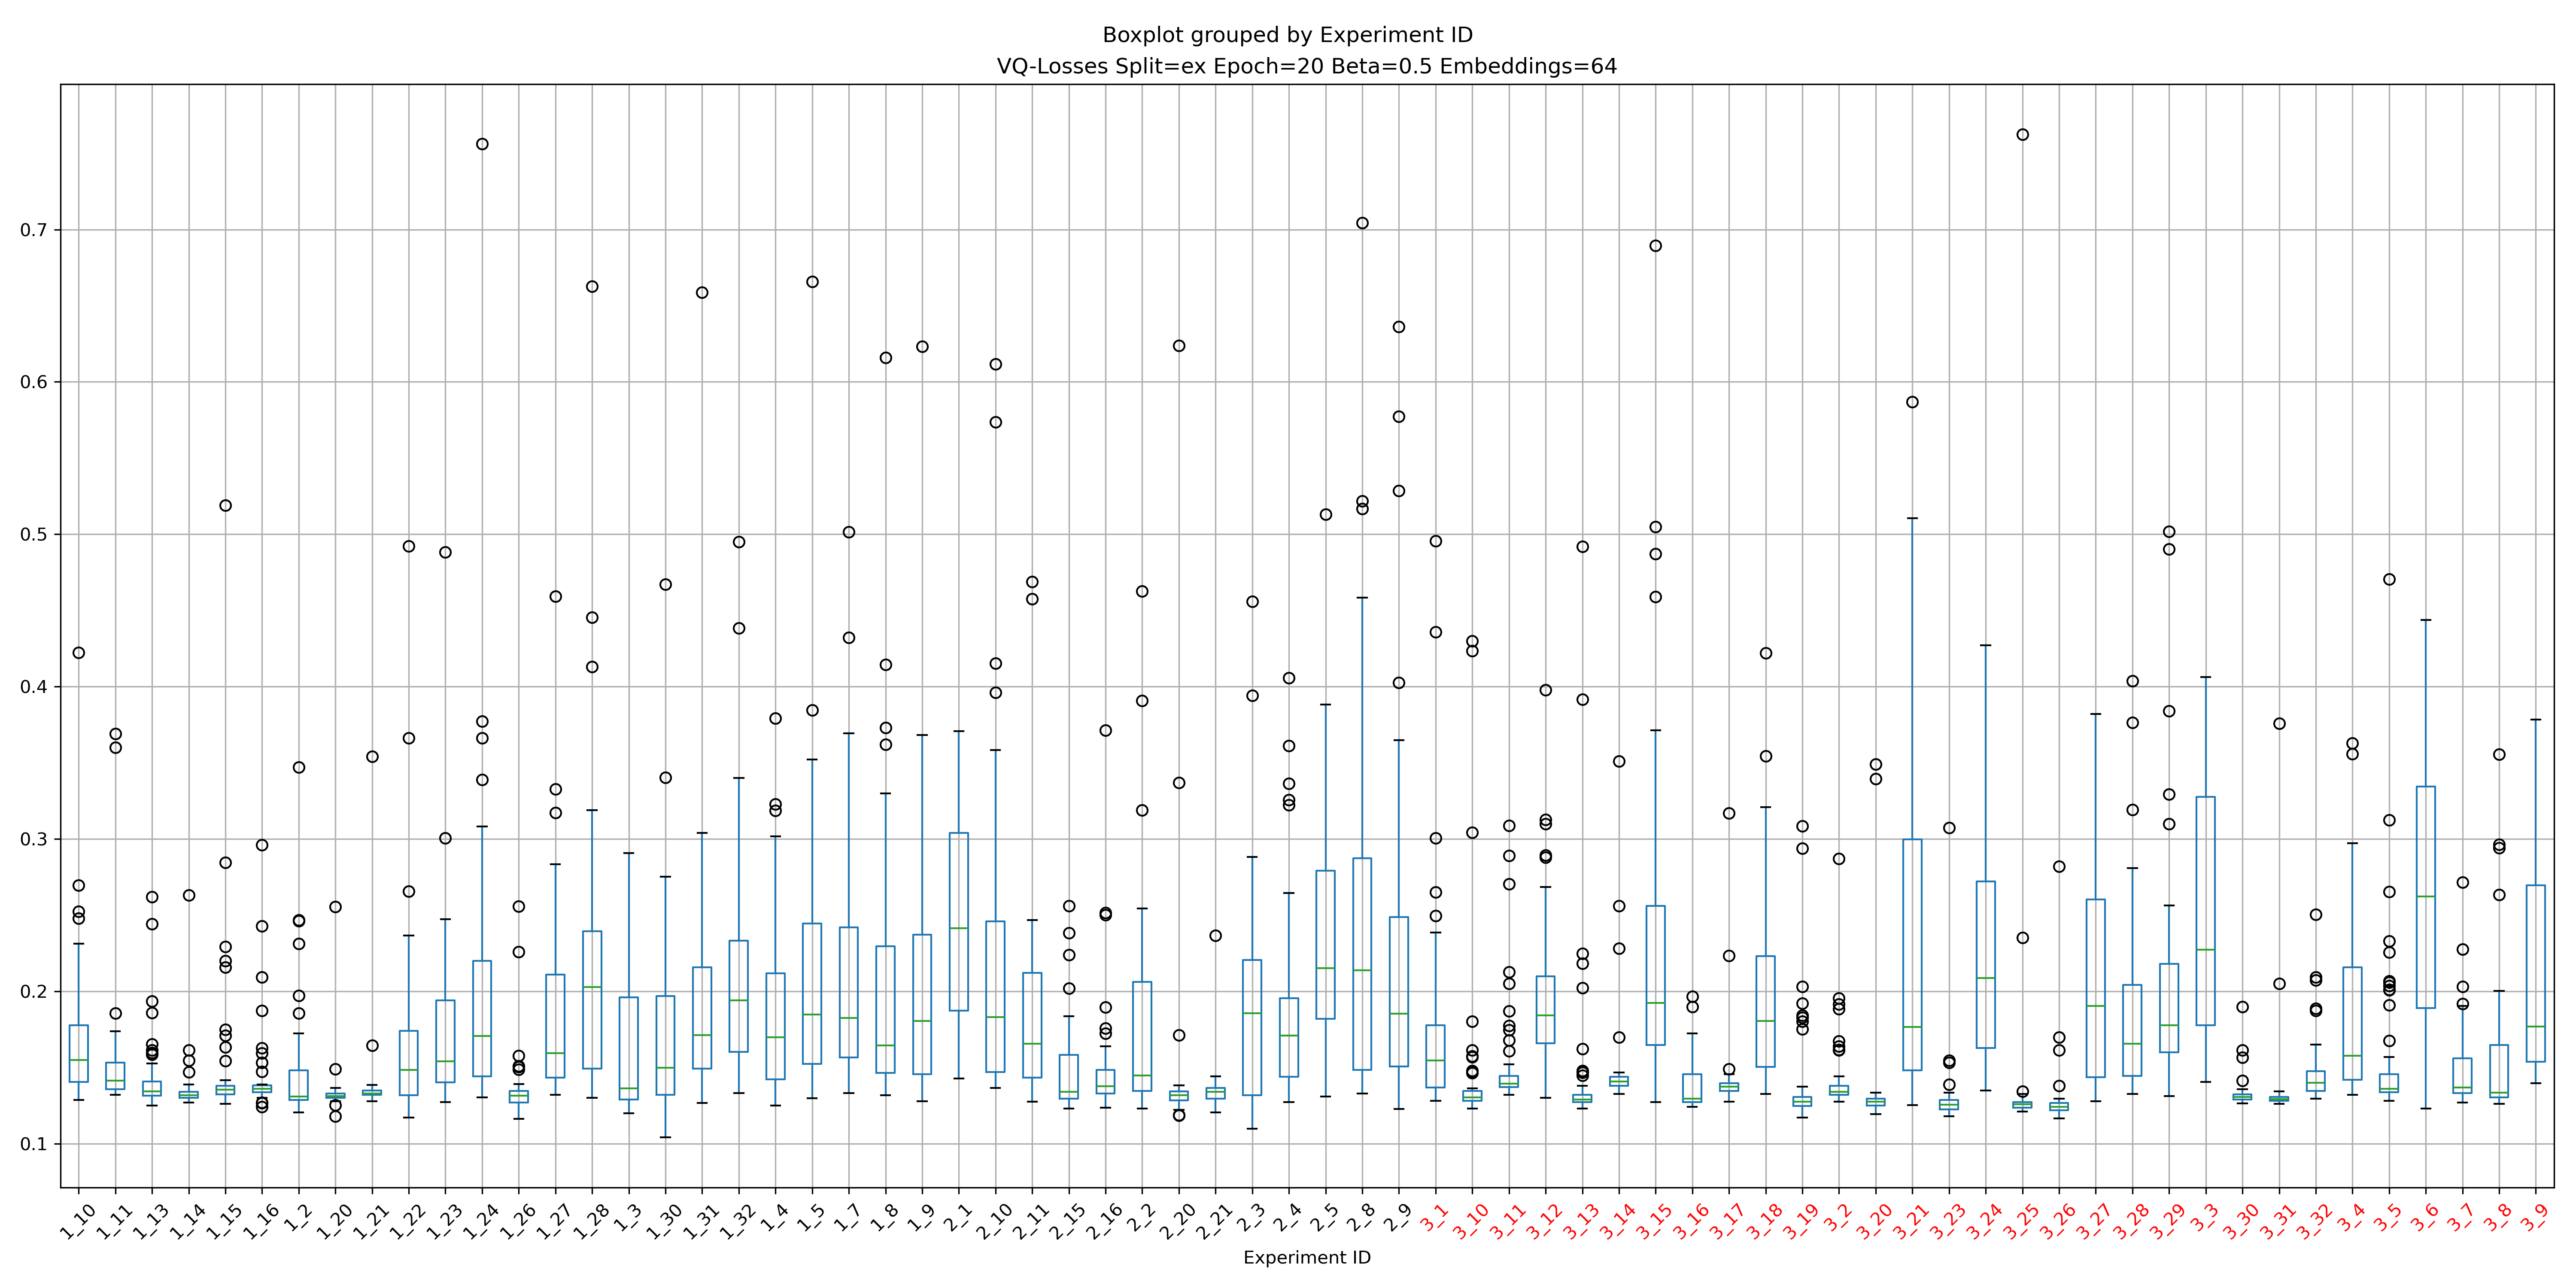 Boxplot grouped by Experiment ID
VQ-Losses Split=ex Epoch=20 Beta=0.5 Embeddings=64
0.7
0.6
0.5
0.4
0.3
0.2
0.1
1_10 1_11 1_13 1_14 1_15 1_16 1_2 1_20 1_21 1_22 1_23 1_24 1_26 1_27 1_28 1_3 1_30 1_31 1_32 1_4 1_5 1_7 1_8 1_9 2_1 2_10 2_11 2_15 2_16 2_2 2_20 2_21 2_3 2_4 2_5 2_8 2_9 3_1 3_10 3_11 3_12 3_13 3_14 3_15 3_16 3_17 3_18 3_19 3_2 3_20 3_21 3_23 3_24 3_25 3_26 3_27 3_28 3_29 3_3 3_30 3_31 3_32 3_4 3_5 3_6 3_7 3_8 3_9
Experiment ID